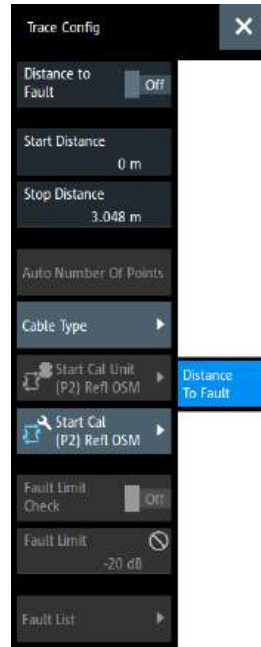 Trace Config
Distance to
Fault
Off
Start Distance
0 m
Stop Distance
3.048 m
Auto Number Of Points
Cable Type
Start Cal Unit
(P2) Refl OSM
Distance
To Fault
Start Cal
(P2) Refl OSM
Fault Limit
Check
Off
Fault Limit
-20 dB
Fault List